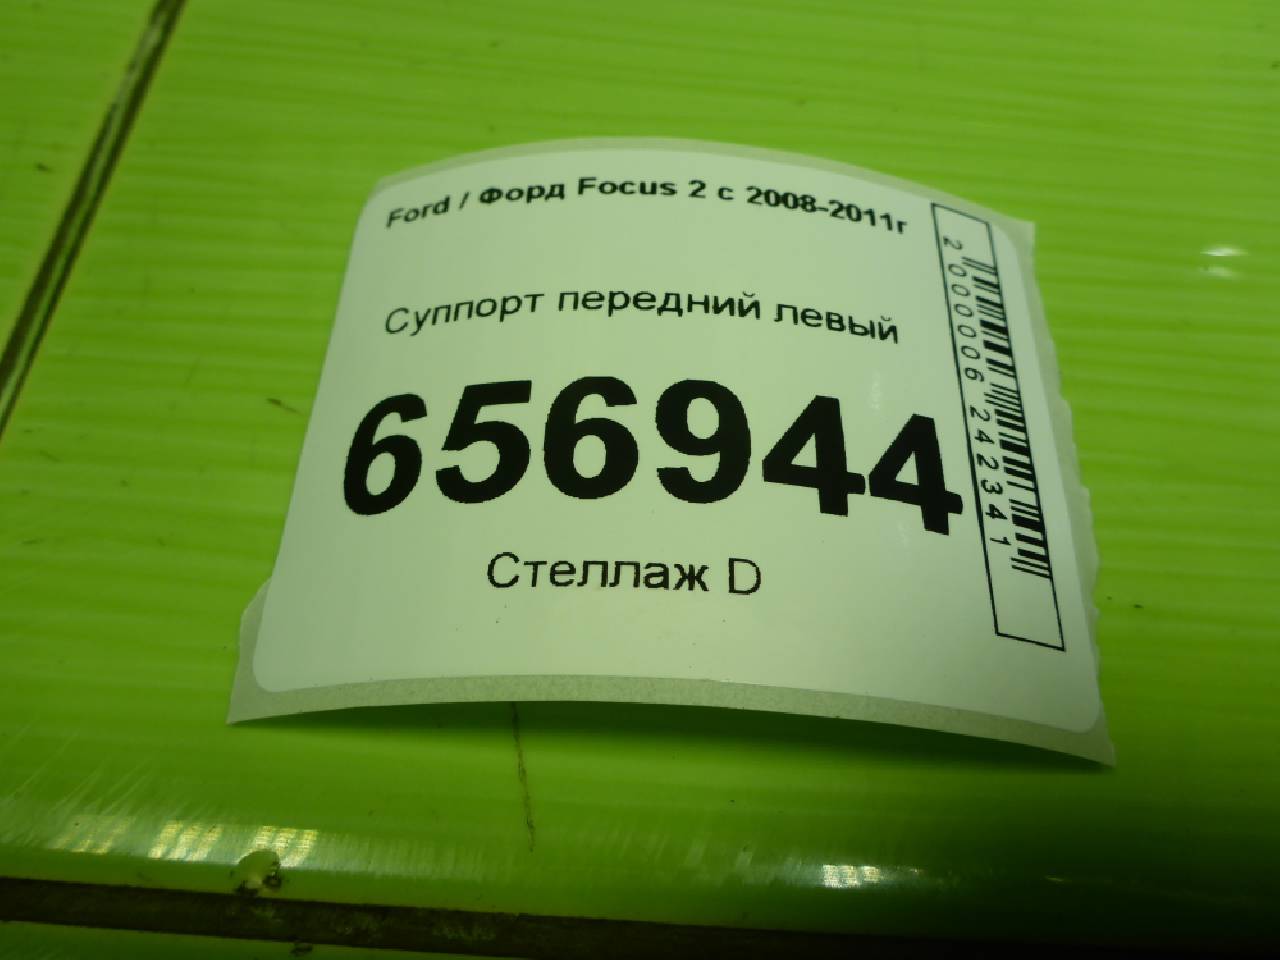 Ford / Форд Focus 2 с 2008-2011г
Суппорт передний левый
656944
Стеллаж D
2000006242341